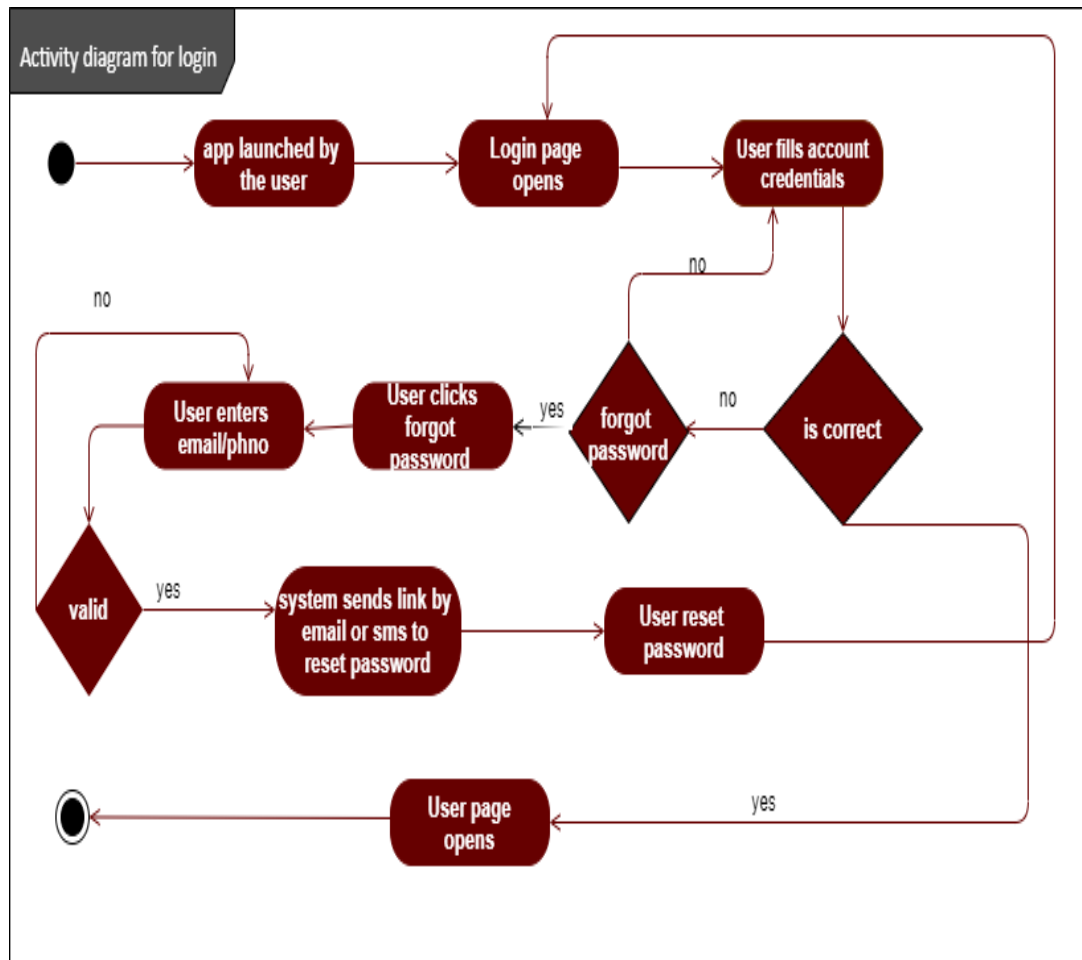 Activity diagram for login
app launched by
the user
Login page
opens
User fills account
credentials
no
no
User enters
email/phno
User clicks
forgot
password
yes
forgot
password
no
is correct
valid
yes
system sends link by
email or sms to
reset password
User reset
password
User page
opens
yes